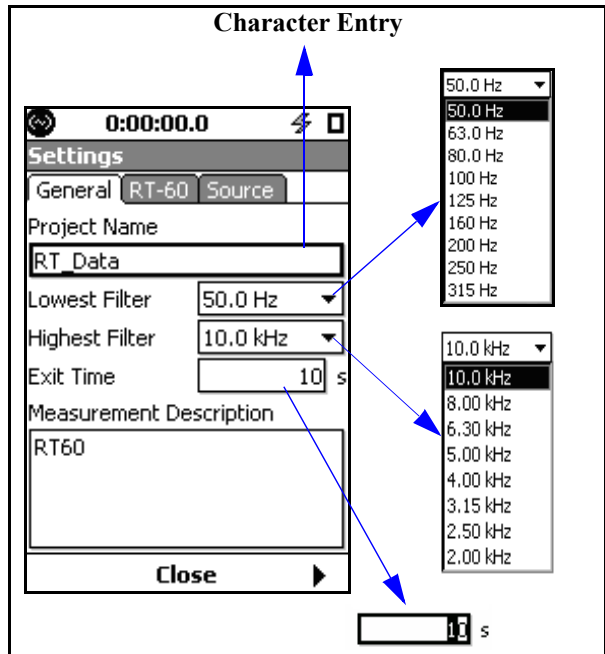 Character Entry
0:00:00.0
Settings
General RT-60 Source
Project Name
RT_Data
Lowest Filter 50.0 Hz
Highest Filter 10.0 kHz
Exit Time 10 s
Measurement Description
RT60
Close
50.0 Hz
50.0 Hz
63.0 Hz
80.0 Hz
100 Hz
125 Hz
160 Hz
200 Hz
250 Hz
315 Hz
10.0 kHz
10.0 kHz
8.00 kHz
6.30 kHz
5.00 kHz
4.00 kHz
3.15 kHz
2.50 kHz
2.00 kHz
10 s